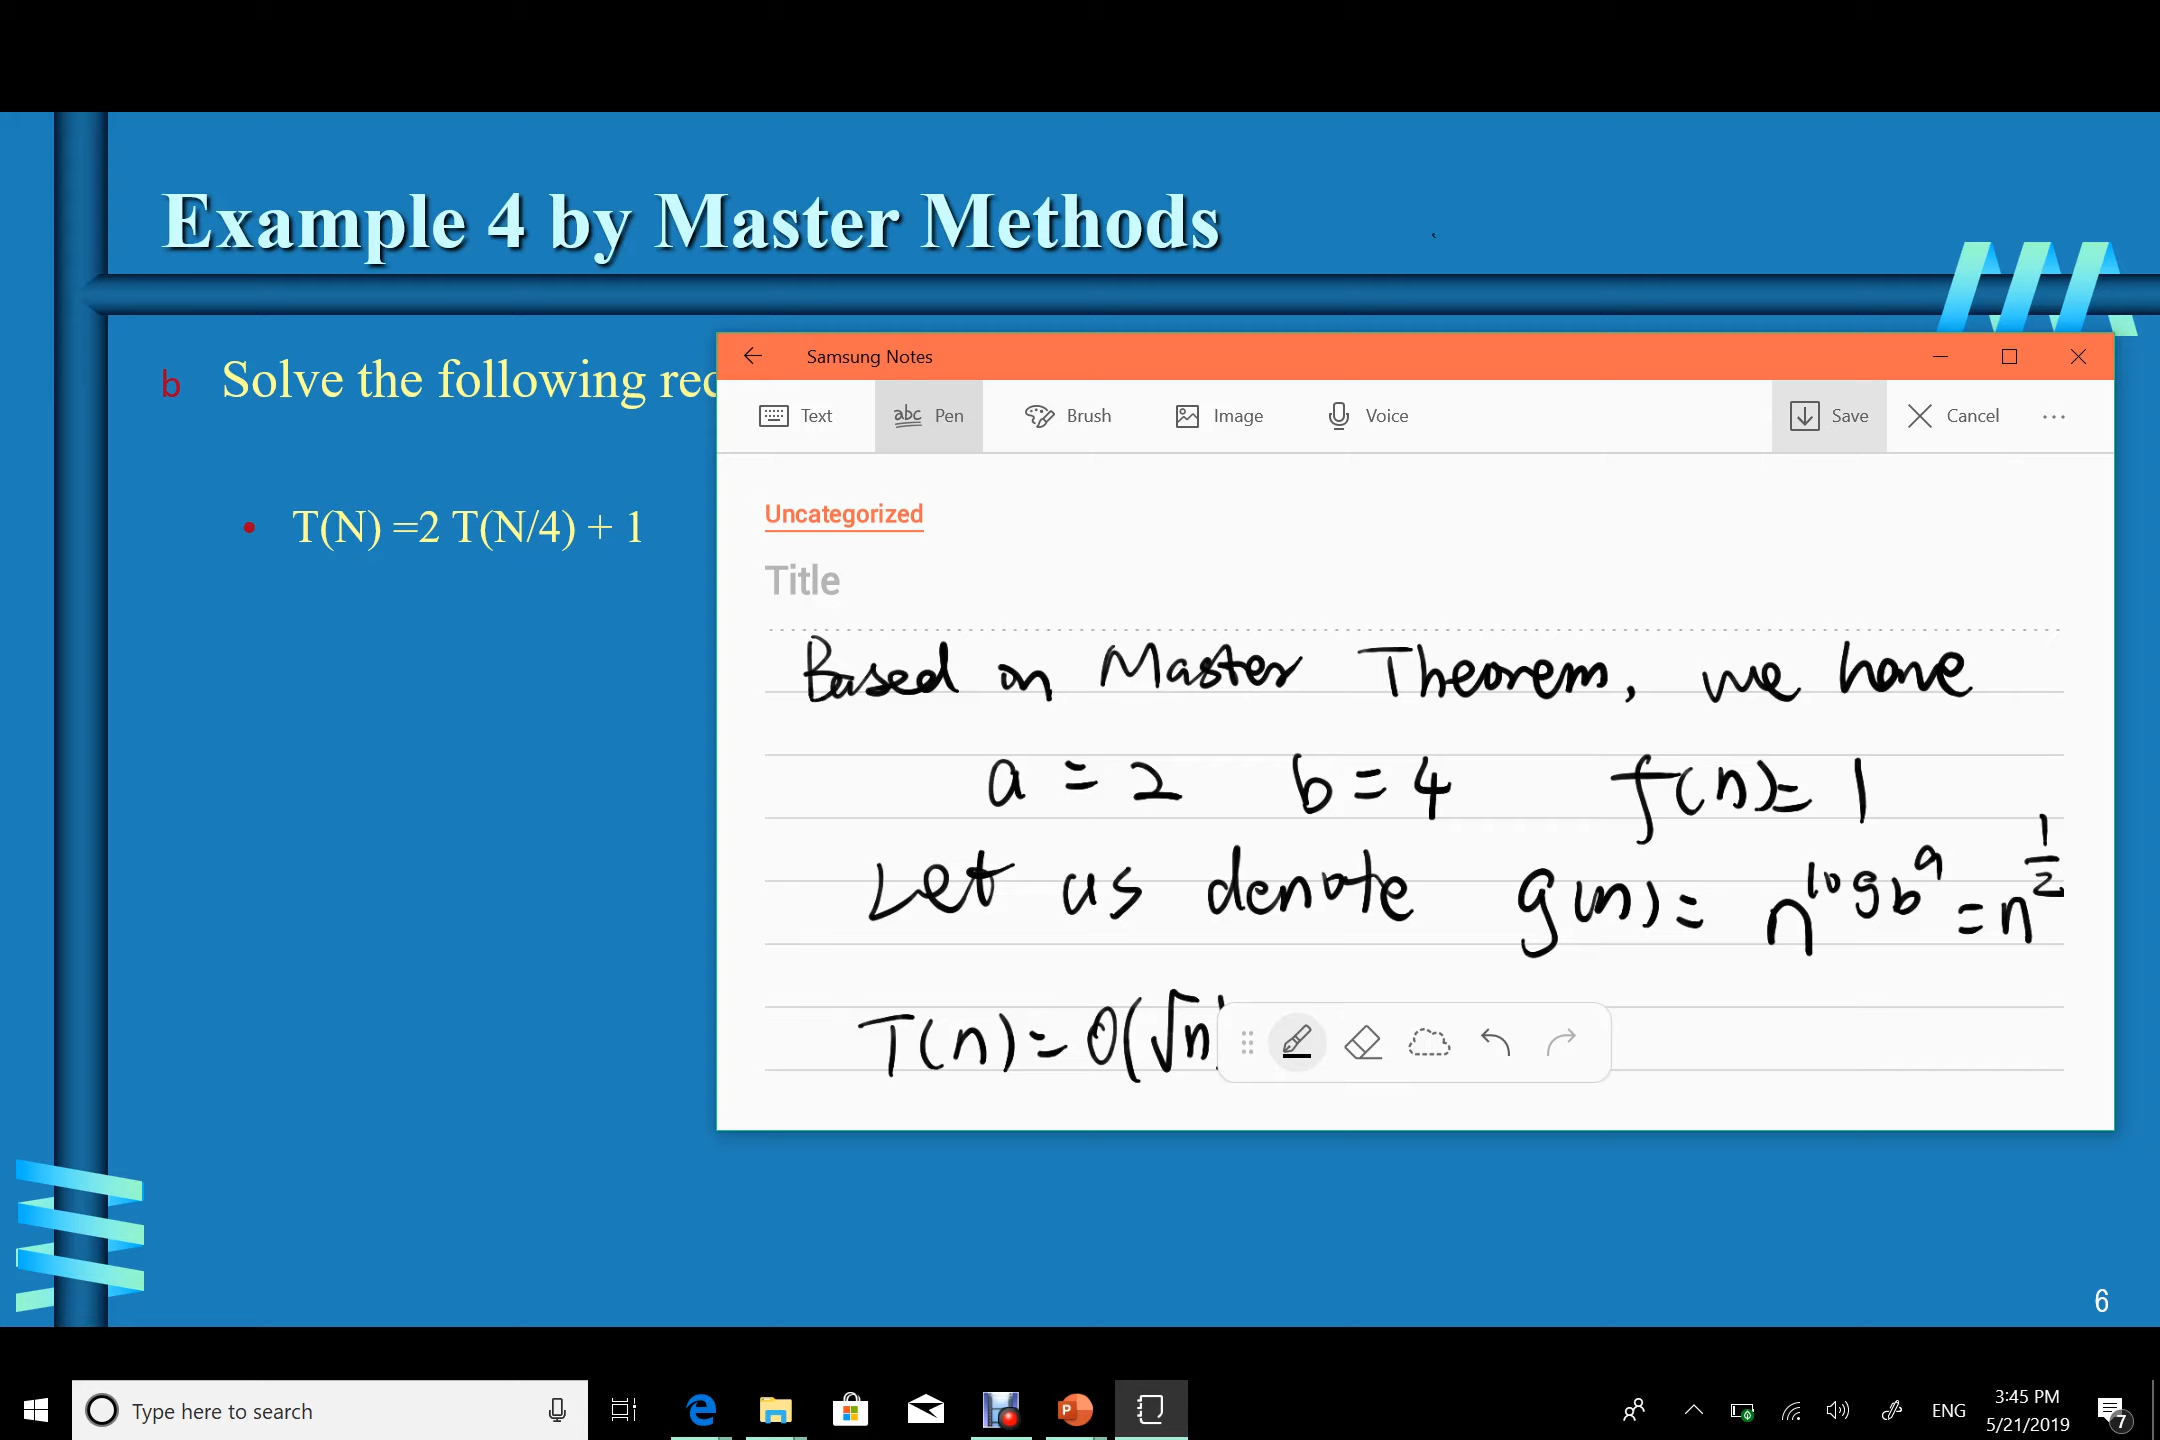 Example 4 by Master Methods
b Solve the following rec
• T(N) =2 T(N/4) + 1
Samsung Notes
Text abc Pen Brush Image Voice Save Cancel ...
Uncategorized
Title
Based on Master Theorem, we have
a = 2 b = 4 f(n) = 1
Let us denote g(n) = n^log_b^a = n^1/2
T(n) = O(√n
6
Type here to search
P
ENG
3:45 PM
5/21/2019
7